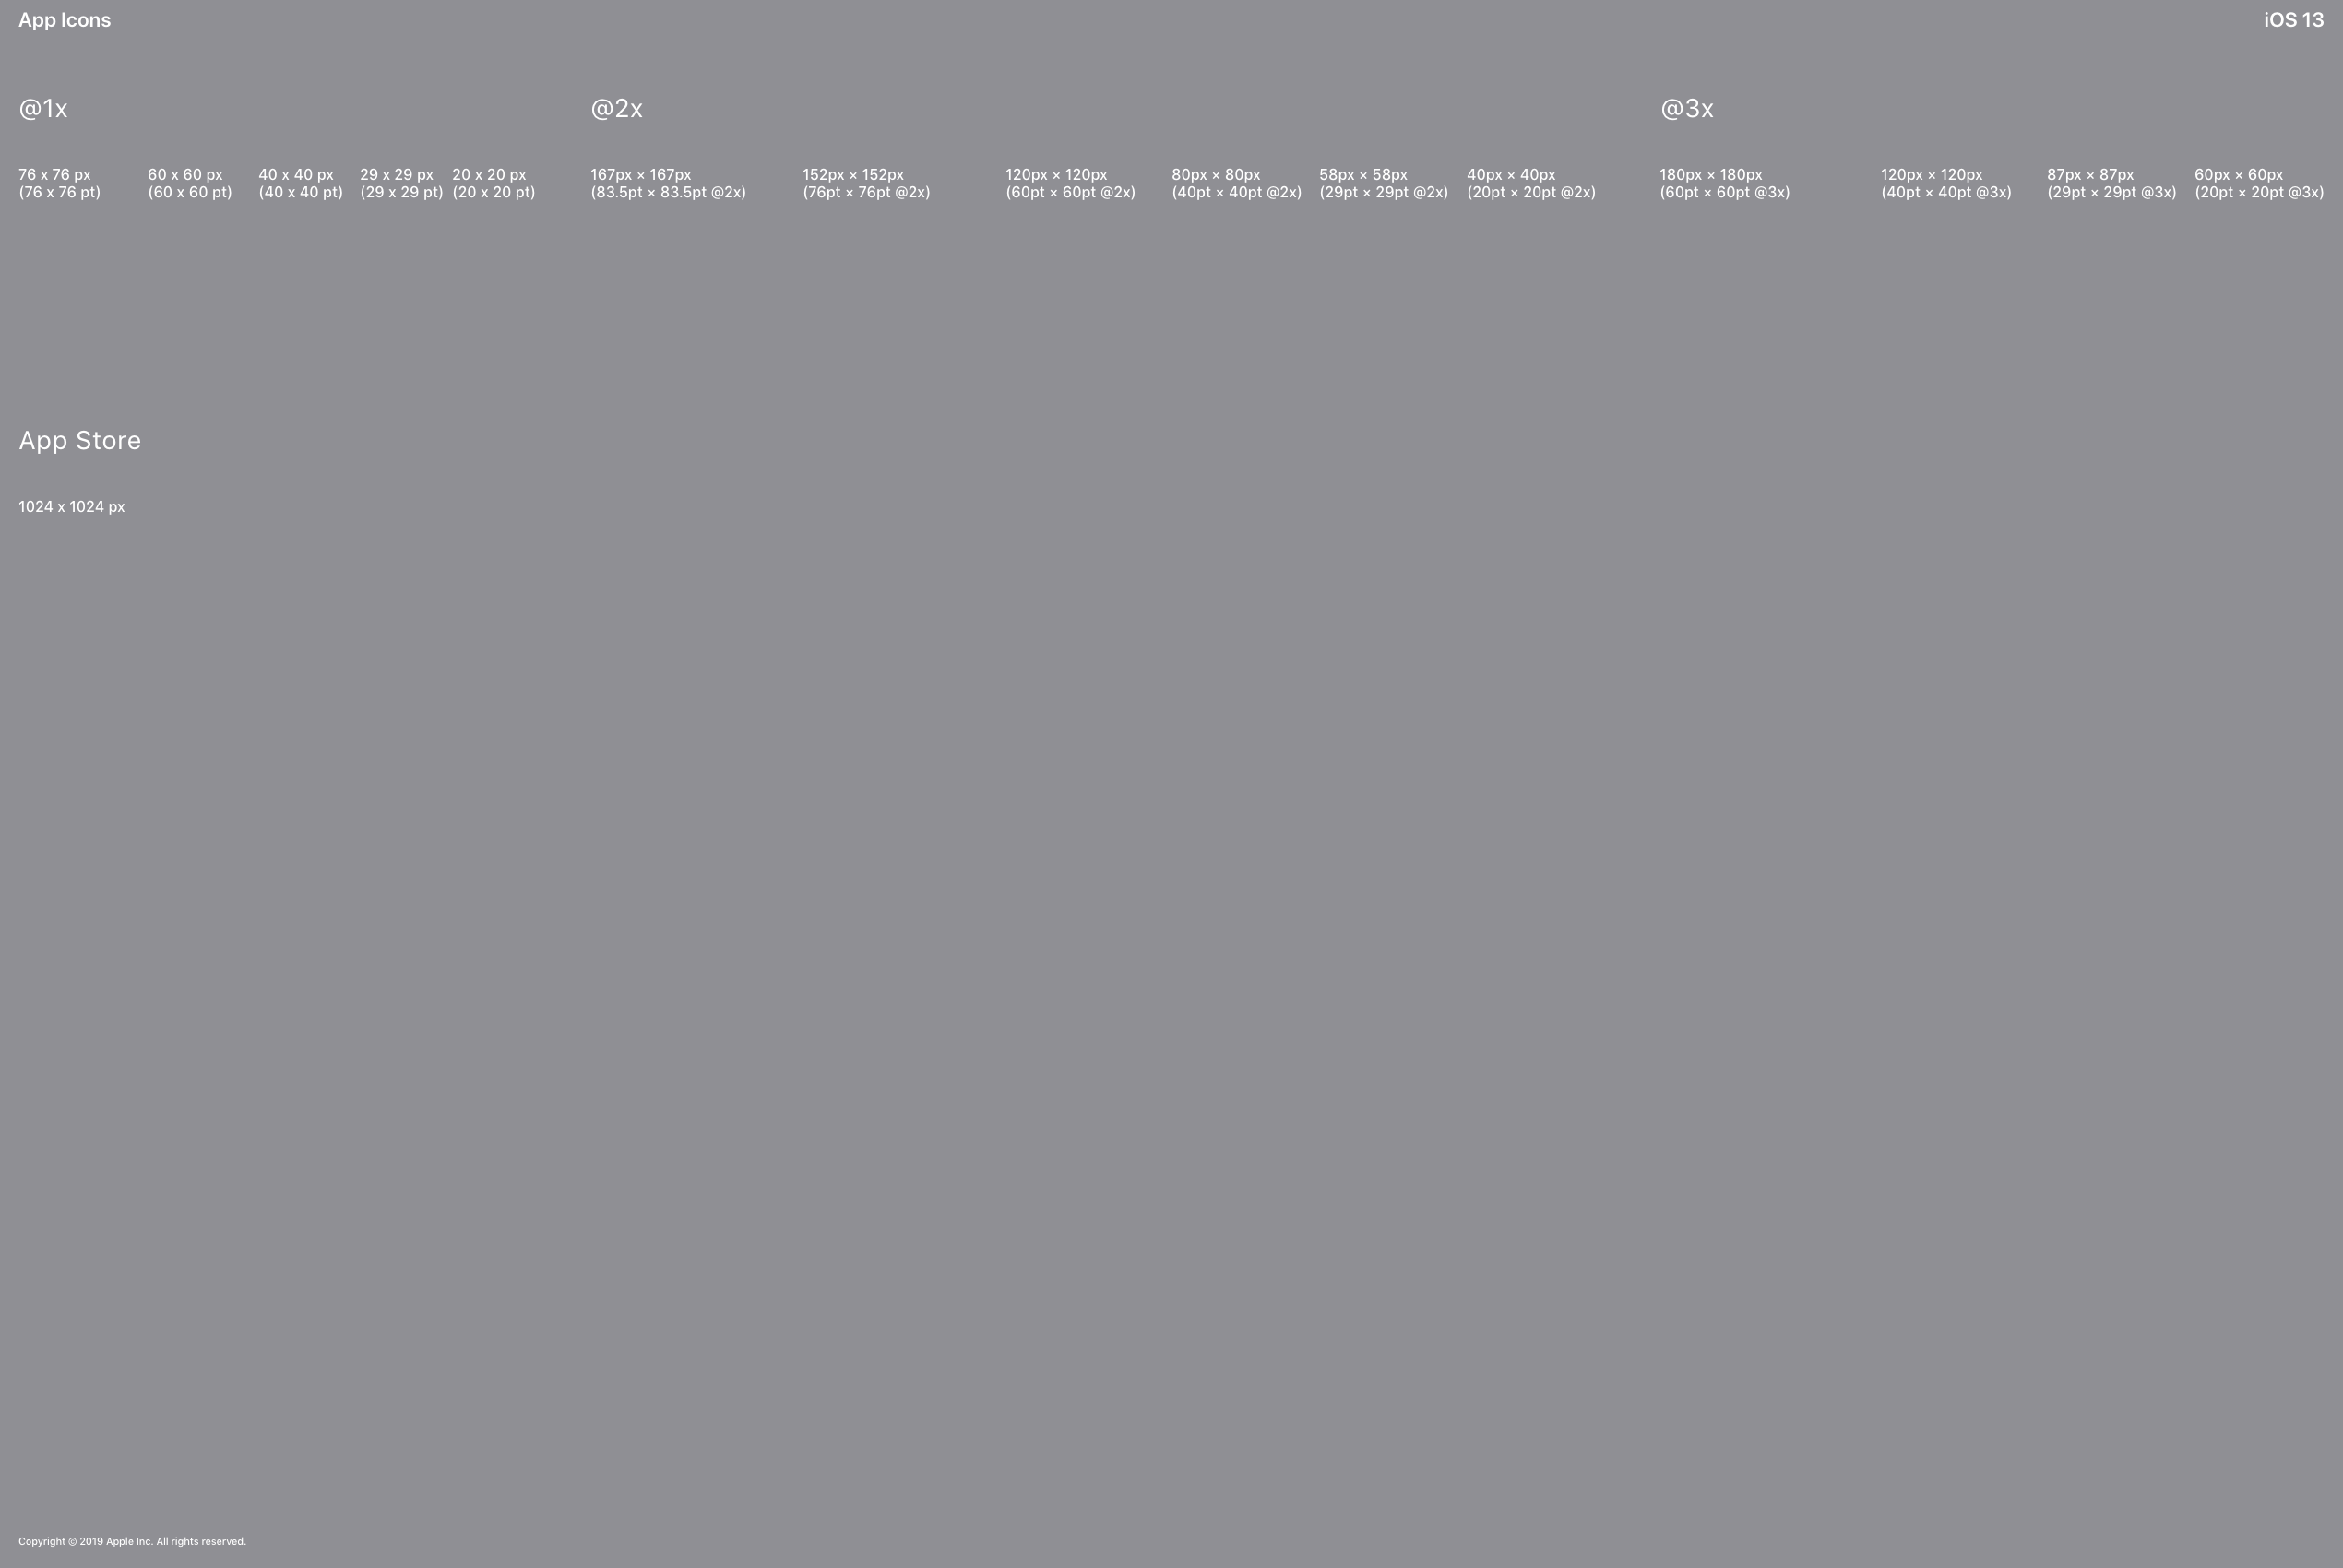 App Icons
iOS 13
@1x
76 x 76 px
(76 x 76 pt)
60 x 60 px
(60 x 60 pt)
40 x 40 px
(40 x 40 pt)
29 x 29 px
(29 x 29 pt)
20 x 20 px
(20 x 20 pt)
@2x
167px × 167px
(83.5pt × 83.5pt @2x)
152px × 152px
(76pt × 76pt @2x)
120px × 120px
(60pt × 60pt @2x)
80px × 80px
(40pt × 40pt @2x)
58px × 58px
(29pt × 29pt @2x)
40px × 40px
(20pt × 20pt @2x)
@3x
180px × 180px
(60pt × 60pt @3x)
120px × 120px
(40pt × 40pt @3x)
87px × 87px
(29pt × 29pt @3x)
60px × 60px
(20pt × 20pt @3x)
App Store
1024 x 1024 px
Copyright © 2019 Apple Inc. All rights reserved.